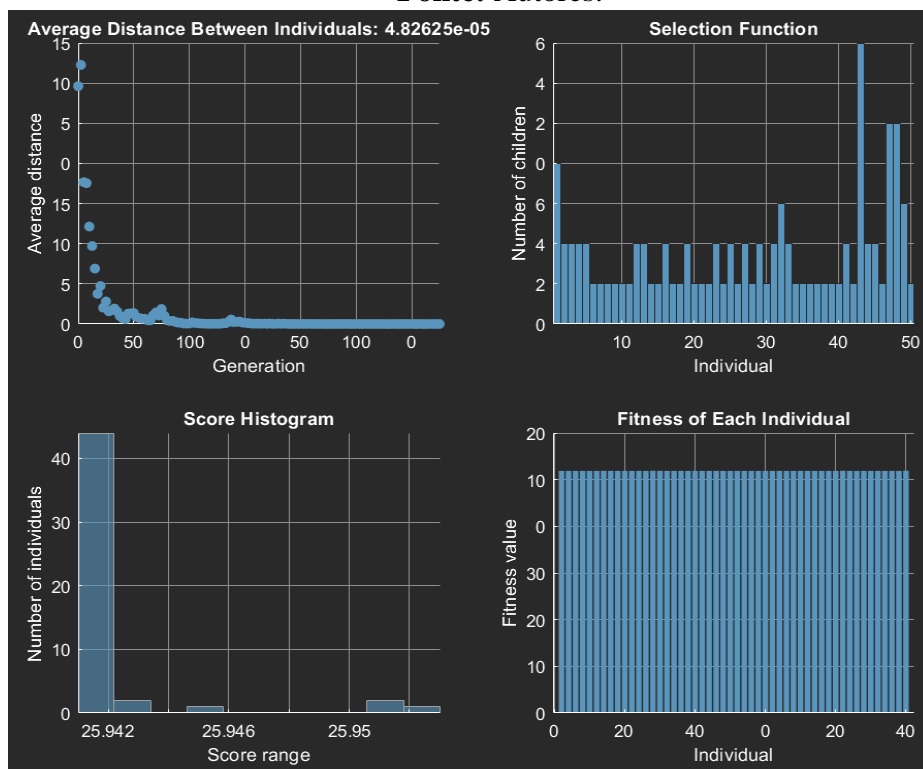 Fonte: Autores.
Average Distance Between Individuals: 4.82625e-05
15
10
5
0
15
10
5
0
Average distance
0 50 100 0 50 100 0
Generation
Selection Function
6
2
0
6
4
2
0
Number of children
10 20 30 40 50
Individual
Score Histogram
40
30
20
10
0
Number of individuals
25.942 25.946 25.95
Score range
Fitness of Each Individual
20
10
0
30
20
10
0
Fitness value
0 20 40 0 20 40
Individual